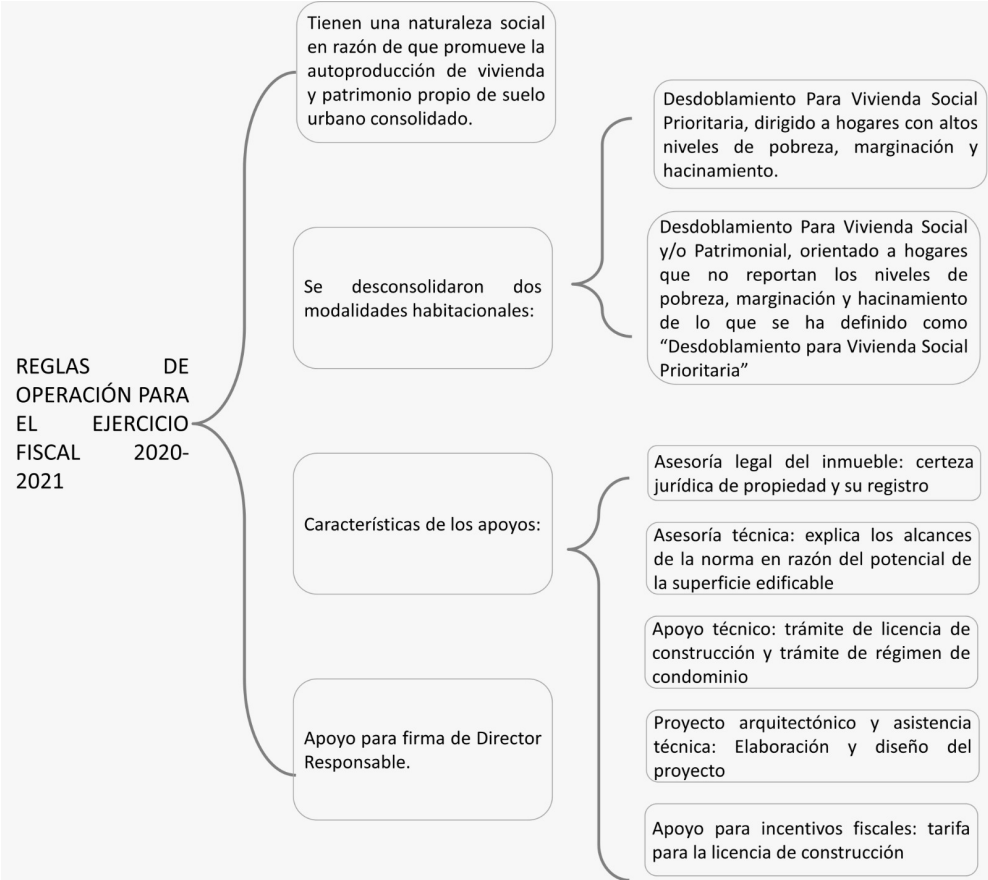 REGLAS DE
OPERACIÓN PARA
EL EJERCICIO
FISCAL 2020-
2021
Tienen una naturaleza social
en razón de que promueve la
autoproducción de vivienda
y patrimonio propio de suelo
urbano consolidado.
Se desconsolidaron dos
modalidades habitacionales:
Desdoblamiento Para Vivienda Social
Prioritaria, dirigido a hogares con altos
niveles de pobreza, marginación y
hacinamiento.
Desdoblamiento Para Vivienda Social
y/o Patrimonial, orientado a hogares
que no reportan los niveles de
pobreza, marginación y hacinamiento
de lo que se ha definido como
“Desdoblamiento para Vivienda Social
Prioritaria”
Características de los apoyos:
Asesoría legal del inmueble: certeza
jurídica de propiedad y su registro
Asesoría técnica: explica los alcances
de la norma en razón del potencial de
la superficie edificable
Apoyo técnico: trámite de licencia de
construcción y trámite de régimen de
condominio
Proyecto arquitectónico y asistencia
técnica: Elaboración y diseño del
proyecto
Apoyo para incentivos fiscales: tarifa
para la licencia de construcción
Apoyo para firma de Director
Responsable.